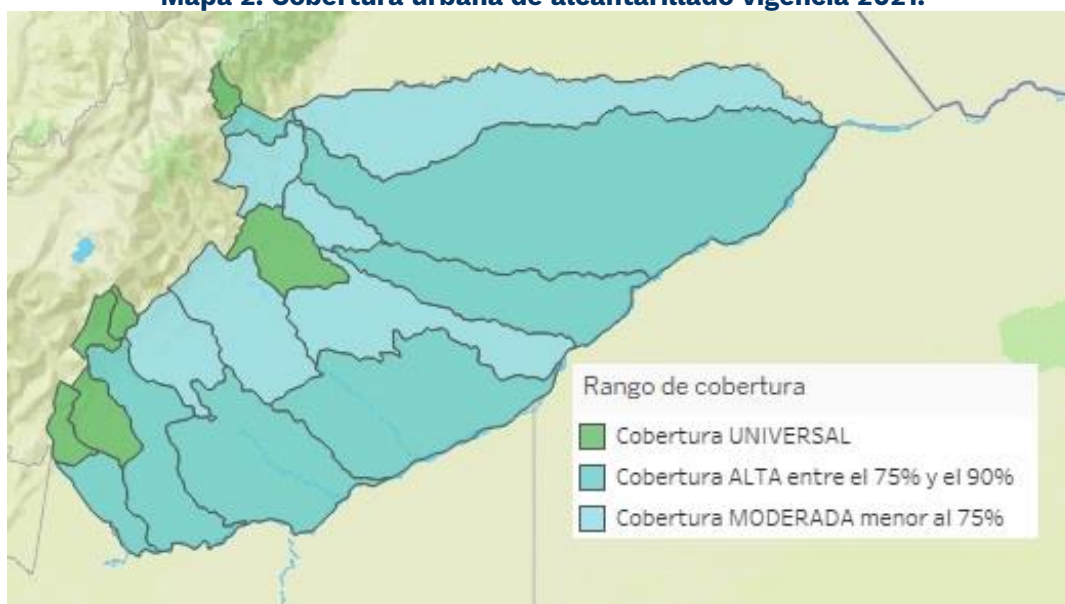 Mapa 2. Cobertura urbana de alcantarillado vigencia 2021.
Rango de cobertura
Cobertura UNIVERSAL
Cobertura ALTA entre el 75% y el 90%
Cobertura MODERADA menor al 75%